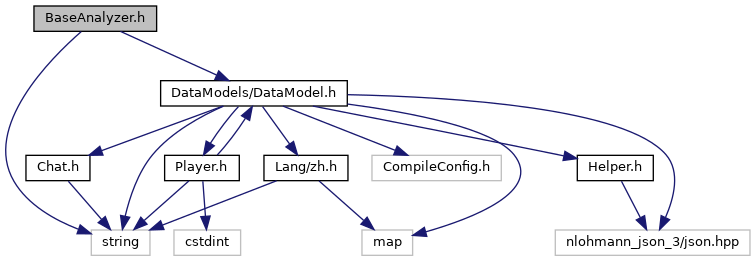 BaseAnalyzer.h
DataModels/DataModel.h
Chat.h
Player.h
Lang/zh.h
CompileConfig.h
Helper.h
string
cstdint
map
nlohmann_json_3/json.hpp